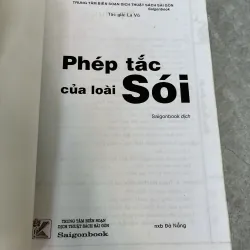 TRUNG TÂM BIÊN SOẠN DỊCH THUẬT SÁCH SÀI GÒN
Saigonbook
Tác giả: La Vũ
Phép tắc
của loài Sói
Saigonbook dịch
TRUNG TÂM BIÊN SOẠN
DỊCH THUẬT SÁCH SÀI GÒN
Saigonbook
nxb Đà Nẵng